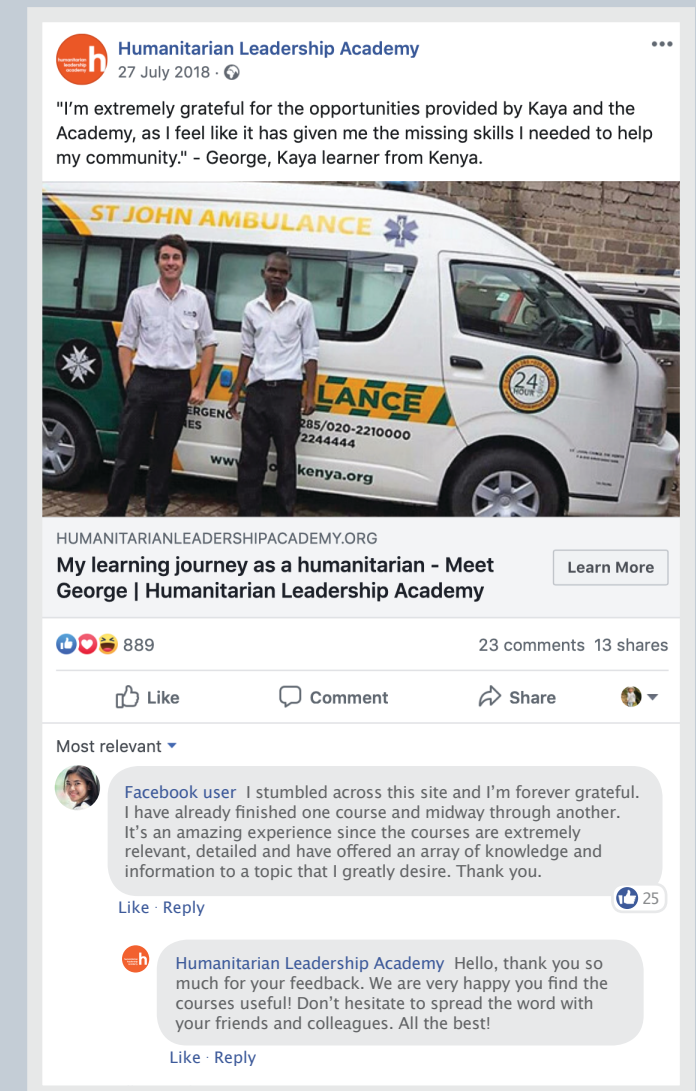 humanitarian
leadership
academy
h
Humanitarian Leadership Academy
27 July 2018 ·
"I'm extremely grateful for the opportunities provided by Kaya and the
Academy, as I feel like it has given me the missing skills I needed to help
my community." - George, Kaya learner from Kenya.
ST JOHN AMBULANCE
24
HOUR
LANCE
285/020-2210000
2244444
kenya.org
HUMANITARIANLEADERSHIPACADEMY.ORG
My learning journey as a humanitarian - Meet
George | Humanitarian Leadership Academy
Learn More
889
23 comments 13 shares
Like
Comment
Share
Most relevant
Facebook user I stumbled across this site and I'm forever grateful.
I have already finished one course and midway through another.
It's an amazing experience since the courses are extremely
relevant, detailed and have offered an array of knowledge and
information to a topic that I greatly desire. Thank you.
25
Like · Reply
h
Humanitarian Leadership Academy Hello, thank you so
much for your feedback. We are very happy you find the
courses useful! Don't hesitate to spread the word with
your friends and colleagues. All the best!
Like · Reply